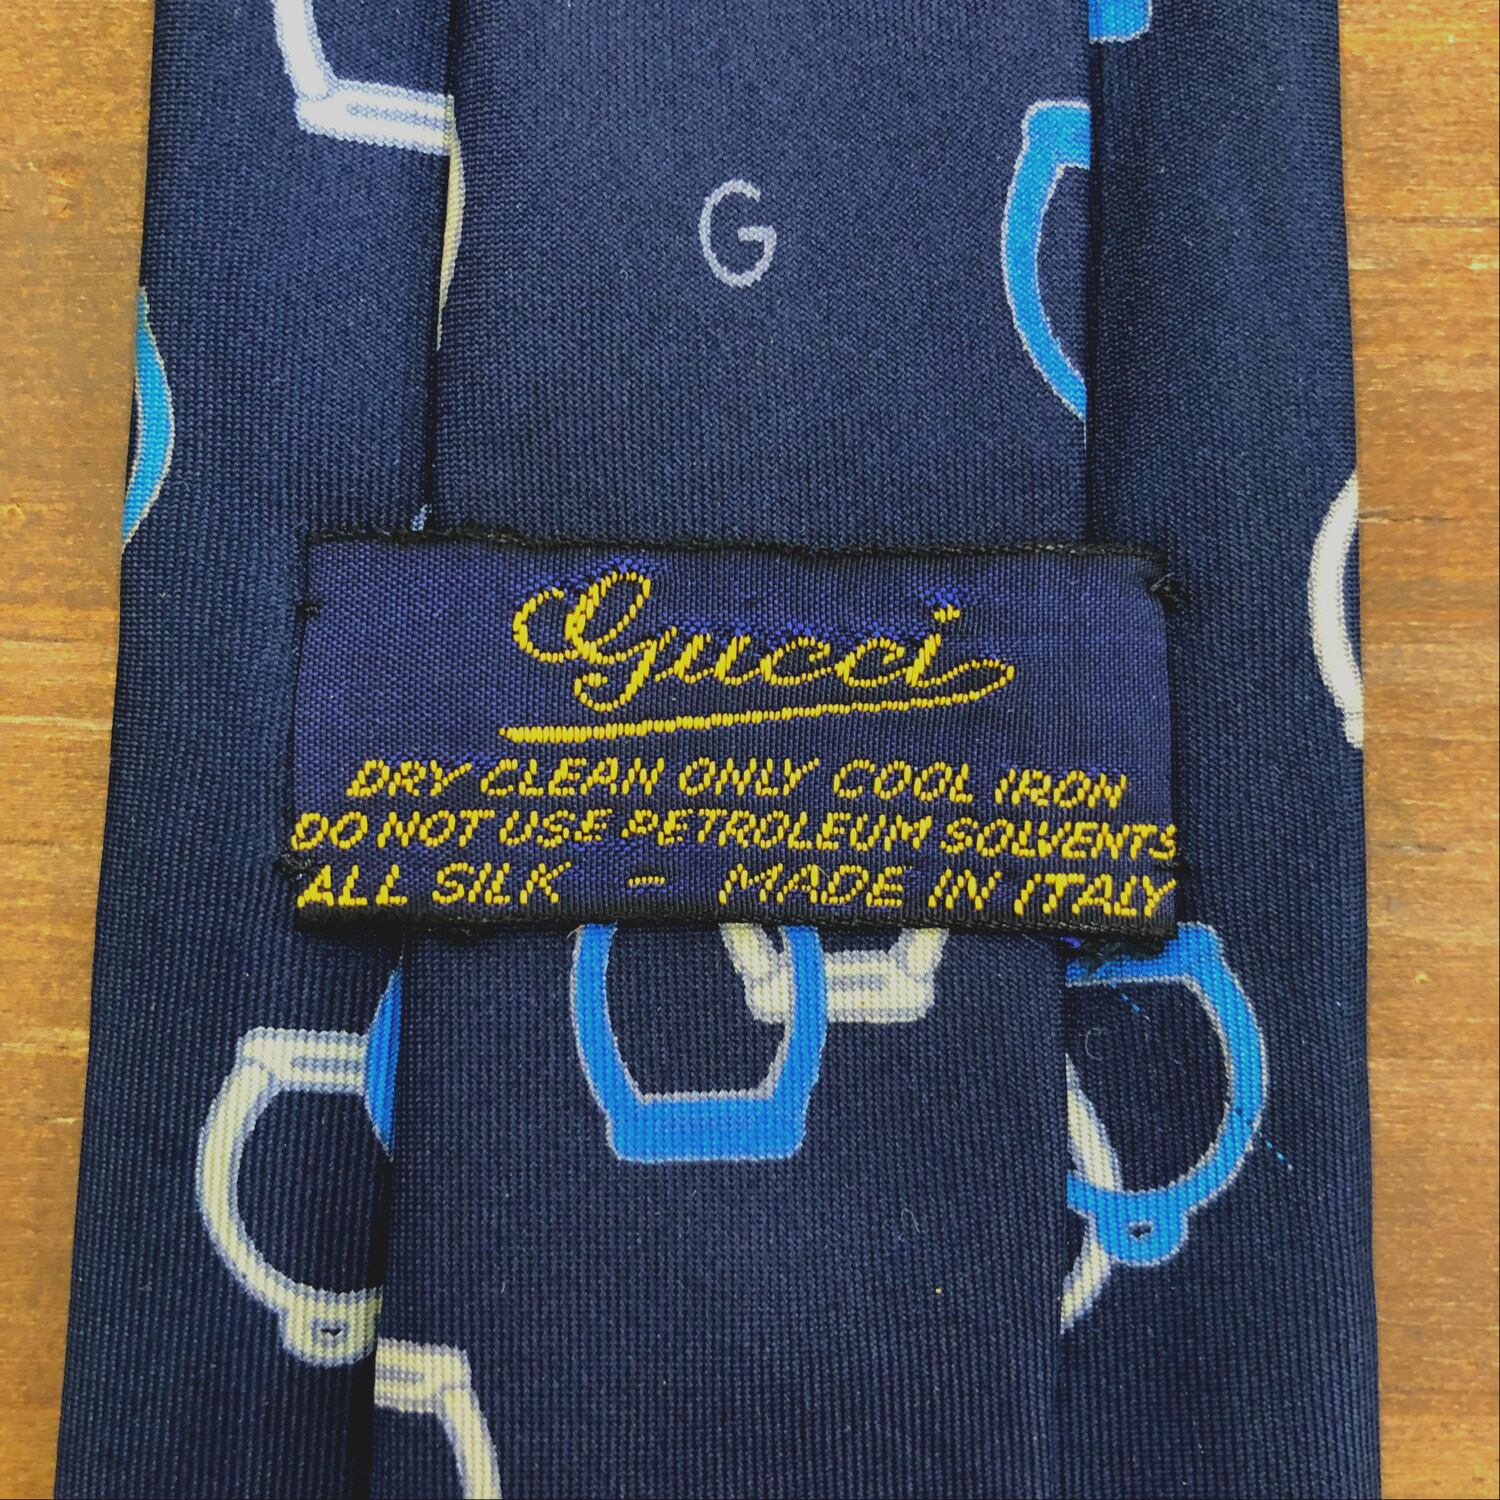 G
Gucci
DRY CLEAN ONLY COOL IRON
DO NOT USE PETROLEUM SOLVENTS
ALL SILK - MADE IN ITALY